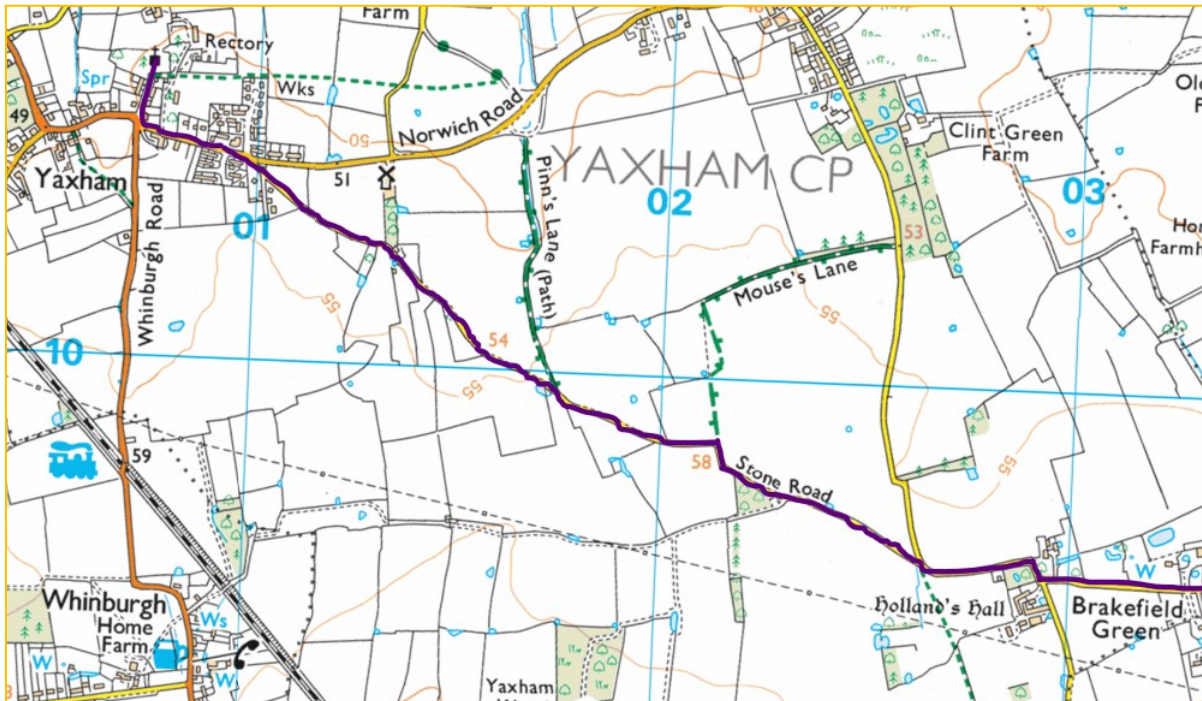 Farm
Rectory
Spr
Wks
49
Norwich Road
50
51
Yaxham
YAXHAM CP
Clint Green
Farm
02
03
01
Whinburgh Road
Pinn's Lane (Path)
53
Mouse's Lane
55
55
54
10
55
59
58
Stone Road
55
Whinburgh
Home
Farm
Ws
W
W
Holland's Hall
W
Brakefield
Green
Yaxham